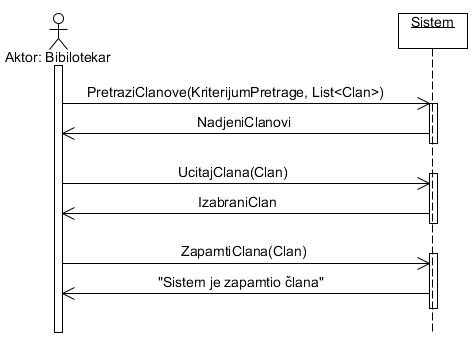 Sistem
Aktor: Bibilotekar
PretraziClanove(KriterijumPretrage, List<Clan>)
NadjeniClanovi
UcitajClana(Clan)
IzabraniClan
ZapamtiClana(Clan)
"Sistem je zapamtio člana"